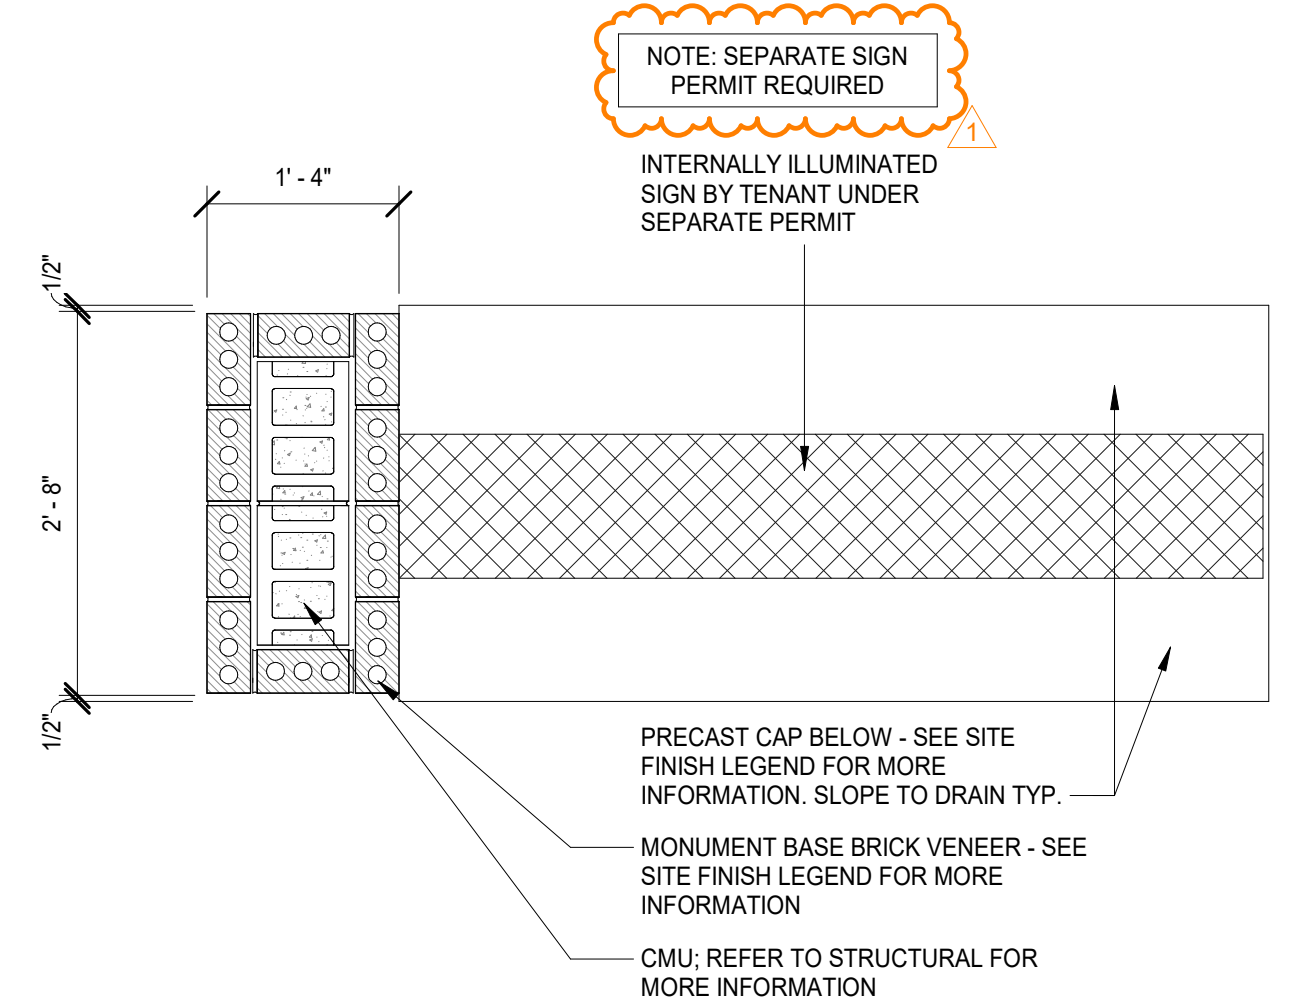 NOTE: SEPARATE SIGN
PERMIT REQUIRED
1
INTERNALLY ILLUMINATED
SIGN BY TENANT UNDER
SEPARATE PERMIT
1' - 4"
1/2"
2' - 8"
1/2"
PRECAST CAP BELOW - SEE SITE
FINISH LEGEND FOR MORE
INFORMATION. SLOPE TO DRAIN TYP.
MONUMENT BASE BRICK VENEER - SEE
SITE FINISH LEGEND FOR MORE
INFORMATION
CMU; REFER TO STRUCTURAL FOR
MORE INFORMATION